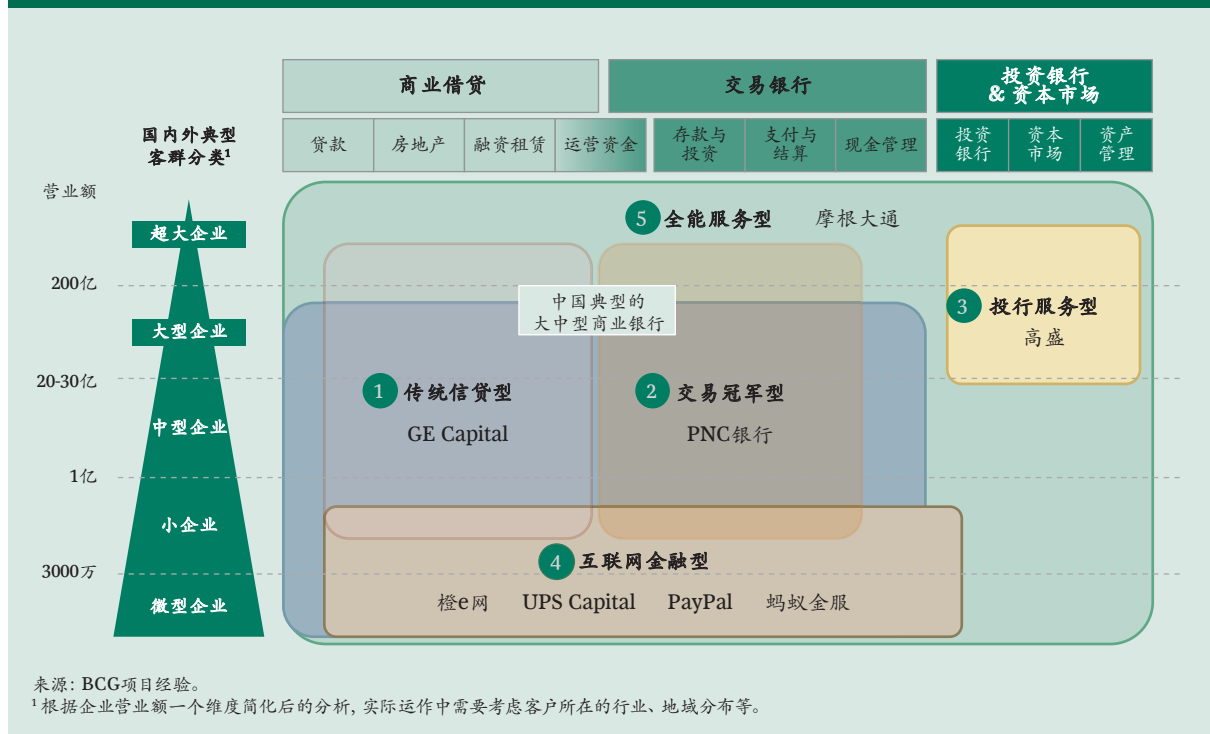 商业借贷
交易银行
投资银行
& 资本市场
国内外典型
客群分类¹
贷款
房地产
融资租赁
运营资金
存款与
投资
支付与
结算
现金管理
投资
银行
资本
市场
资产
管理
营业额
超大企业
200亿
大型企业
20-30亿
中型企业
1亿
小企业
3000万
微型企业
5 全能服务型 摩根大通
中国典型的
大中型商业银行
3 投行服务型
高盛
1 传统信贷型
GE Capital
2 交易冠军型
PNC银行
4 互联网金融型
橙e网 UPS Capital PayPal 蚂蚁金服
来源: BCG项目经验。
¹ 根据企业营业额一个维度简化后的分析, 实际运作中需要考虑客户所在的行业、地域分布等。